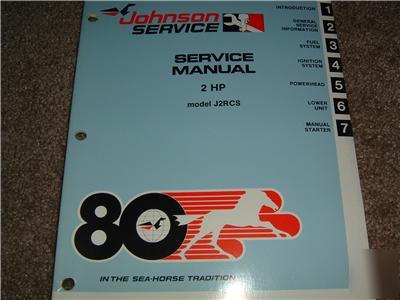 Johnson
SERVICE
SERVICE
MANUAL
2 HP
model J2RCS
INTRODUCTION 1
GENERAL
SERVICE
INFORMATION 2
FUEL
SYSTEM 3
IGNITION
SYSTEM 4
POWERHEAD 5
LOWER
UNIT 6
MANUAL
STARTER 7
80
IN THE SEA-HORSE TRADITION